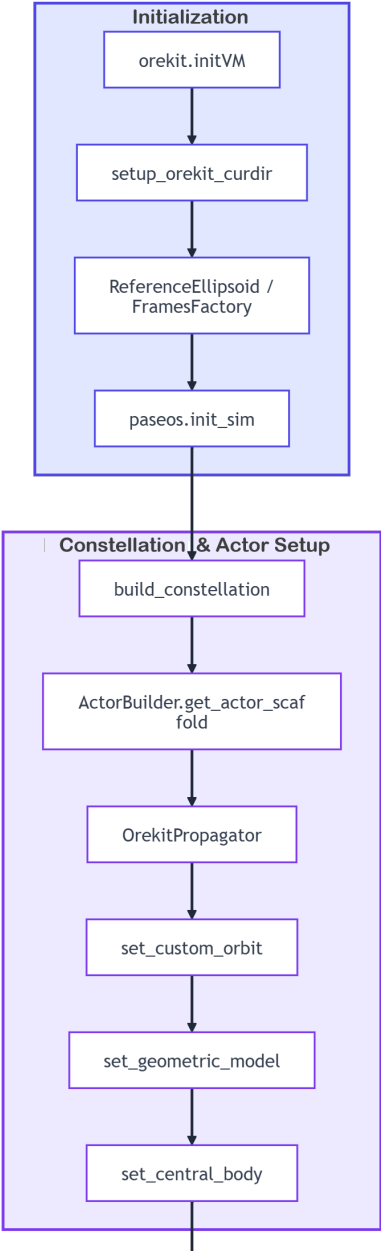 Initialization
orekit.initVM
setup_orekit_curdir
ReferenceEllipsoid /
FramesFactory
paseos.init_sim
Constellation & Actor Setup
build_constellation
ActorBuilder.get_actor_scaf
fold
OrekitPropagator
set_custom_orbit
set_geometric_model
set_central_body